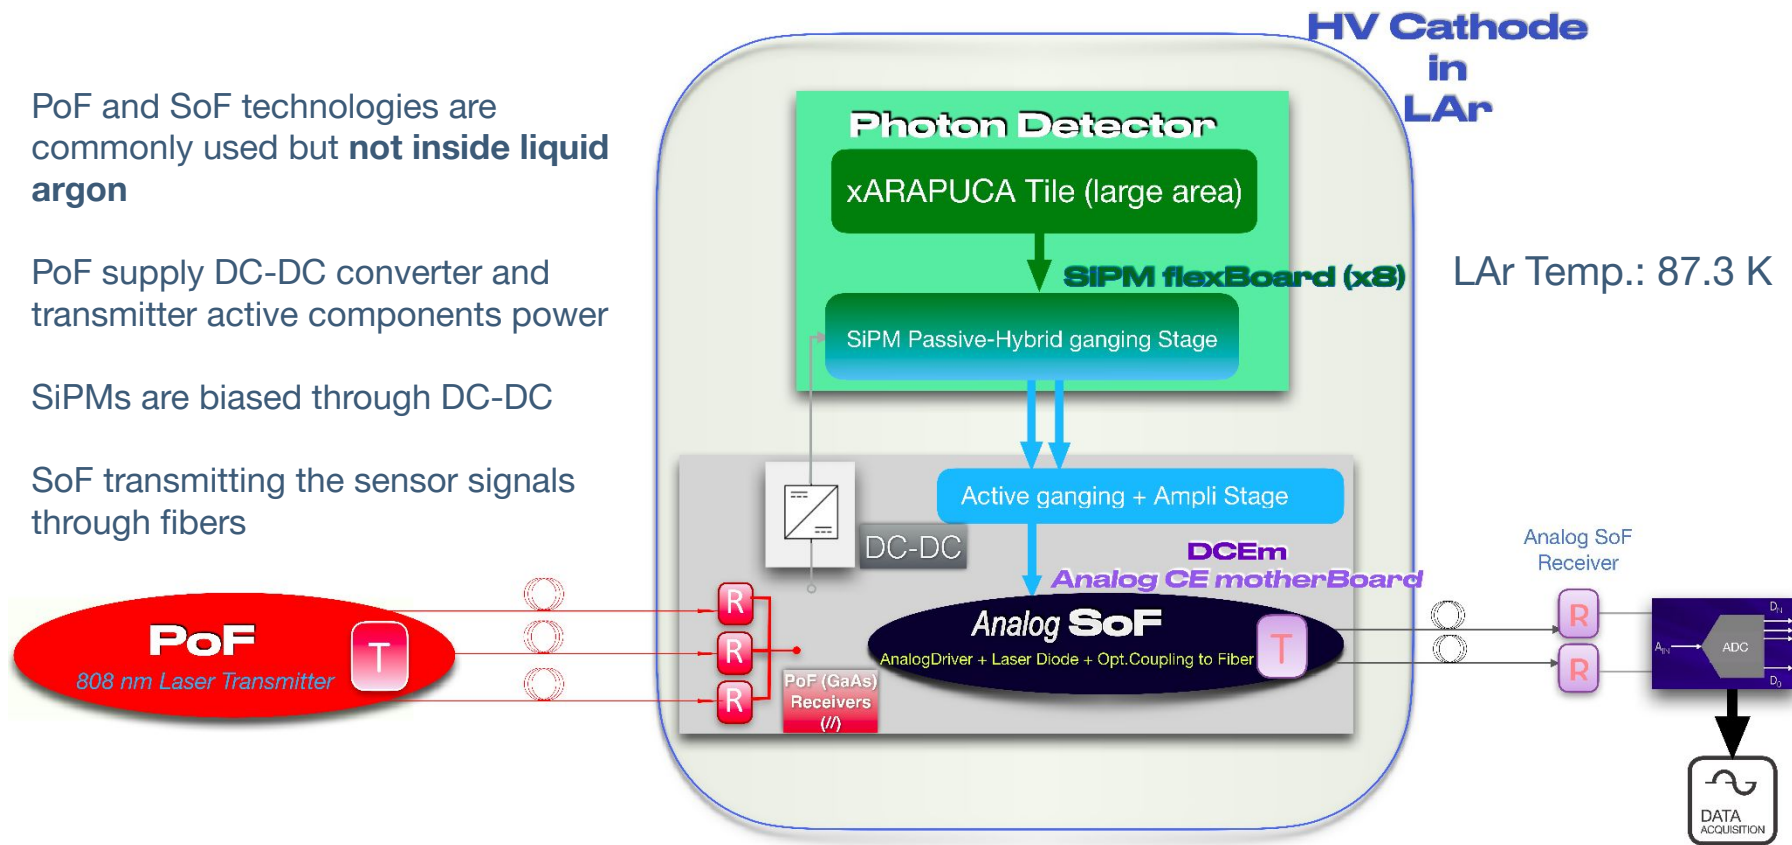 HV Cathode
in
LAr
PoF and SoF technologies are
commonly used but not inside liquid
argon
PoF supply DC-DC converter and
transmitter active components power
SiPMs are biased through DC-DC
SoF transmitting the sensor signals
through fibers
Photon Detector
xARAPUCA Tile (large area)
SiPM flexBoard (x8)
SiPM Passive-Hybrid ganging Stage
LAr Temp.: 87.3 K
Active ganging + Ampli Stage
DC-DC
DCEm
Analog CE motherBoard
PoF
808 nm Laser Transmitter
T
R
R
R
PoF (GaAs)
Receivers
(//)
Analog SoF
AnalogDriver + Laser Diode + Opt.Coupling to Fiber
T
Analog SoF
Receiver
R
R
A_IN
ADC
D_N
D_0
DATA
ACQUISITION